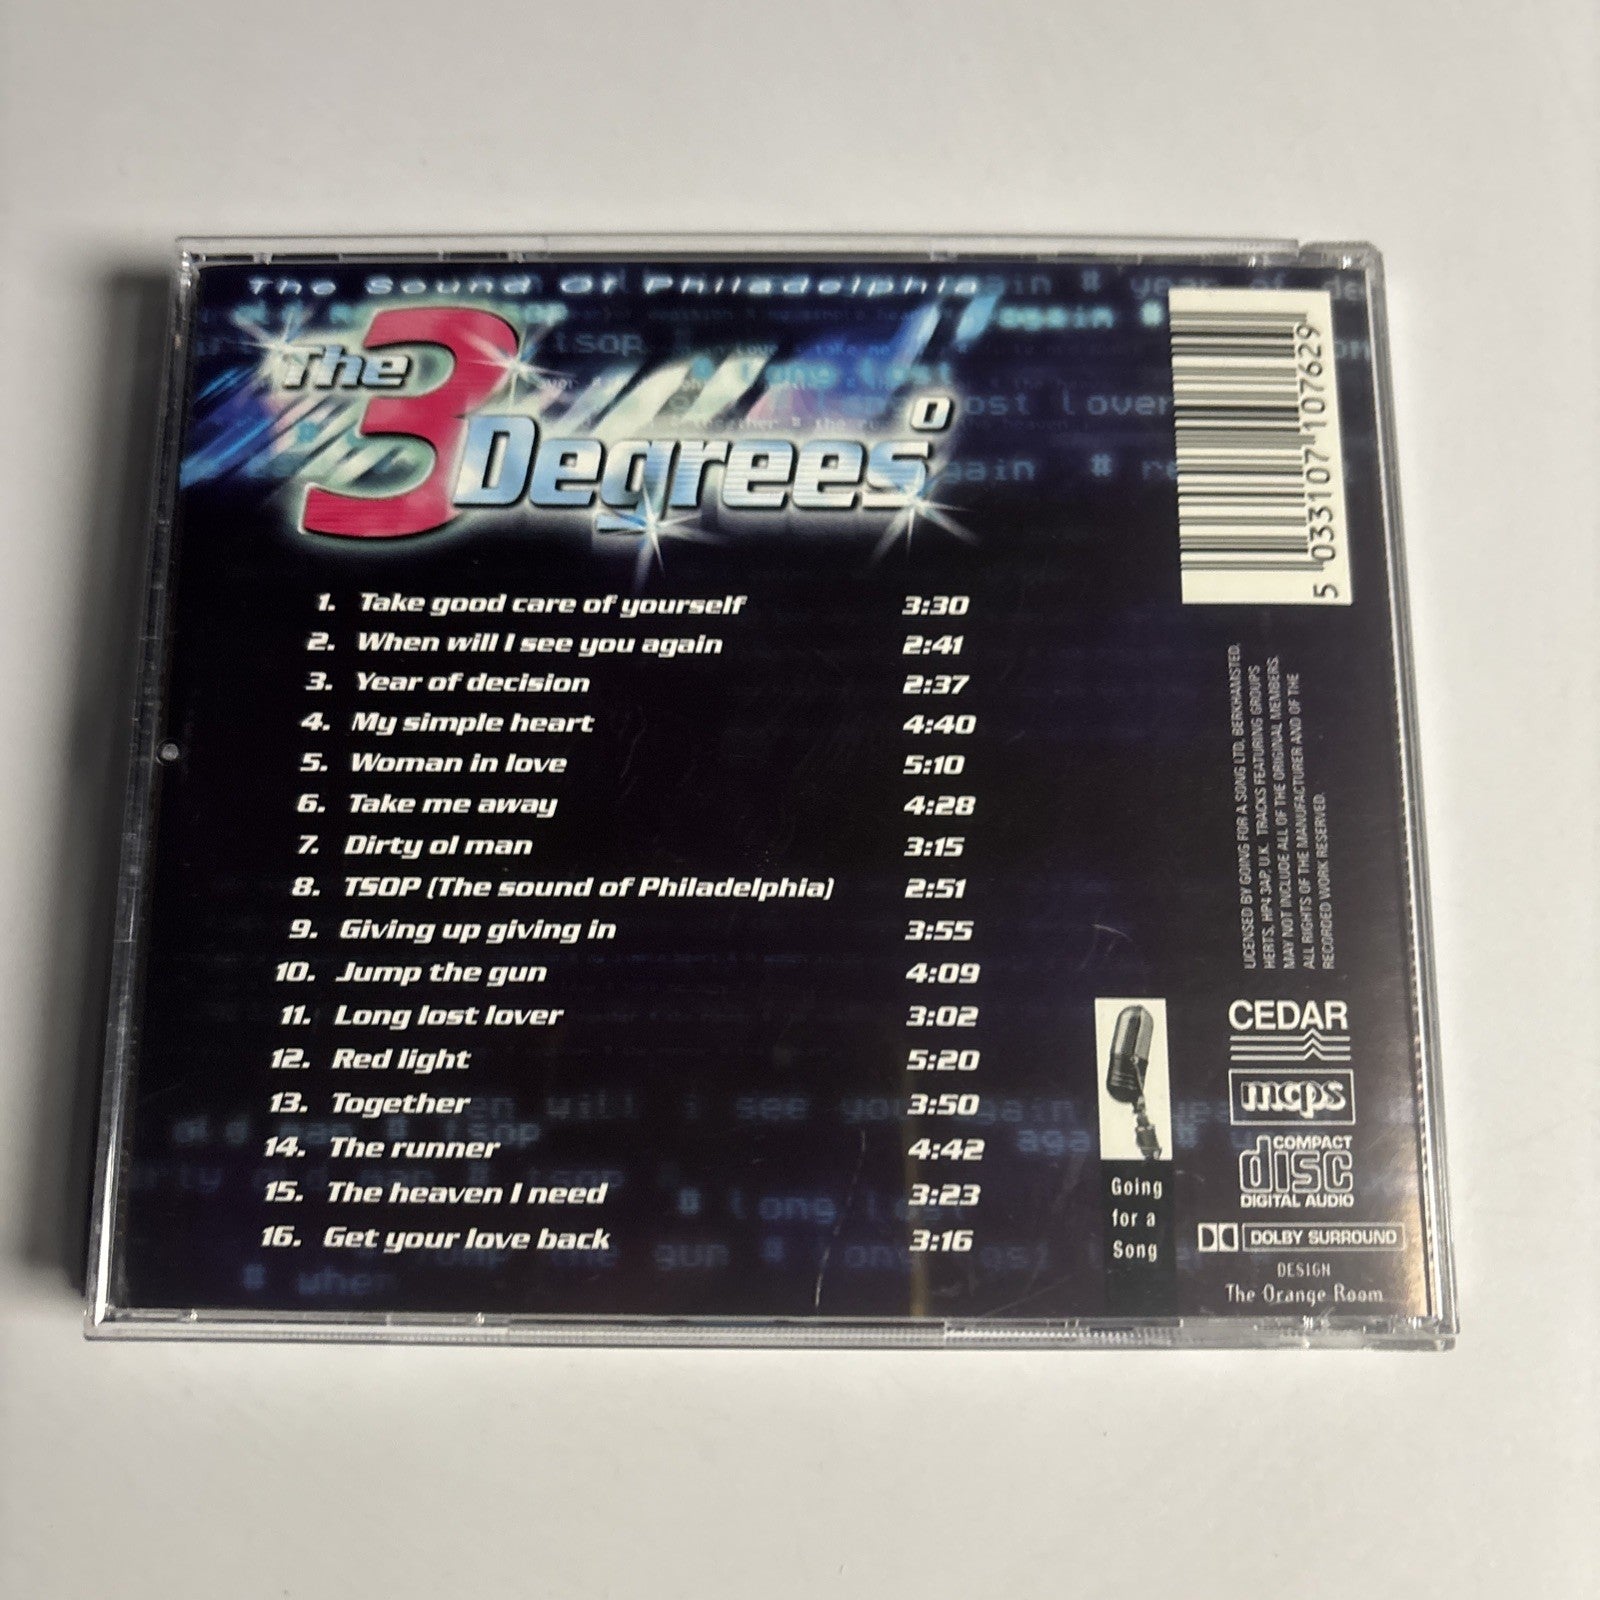 The Sound Of Philadelphia
The 3 Degrees°
1. Take good care of yourself 3:30
2. When will I see you again 2:41
3. Year of decision 2:37
4. My simple heart 4:40
5. Woman in love 5:10
6. Take me away 4:28
7. Dirty ol man 3:15
8. TSOP (The sound of Philadelphia) 2:51
9. Giving up giving in 3:55
10. Jump the gun 4:09
11. Long lost lover 3:02
12. Red light 5:20
13. Together 3:50
14. The runner 4:42
15. The heaven I need 3:23
16. Get your love back 3:16
5 033107 107629
LICENSED BY GOING FOR A SONG LTD, BERKHAMSTED,
HERTS, HP4 3AP, U.K. TRACKS FEATURING GROUPS
MAY NOT INCLUDE ALL OF THE ORIGINAL MEMBERS.
ALL RIGHTS OF THE MANUFACTURER AND OF THE
RECORDED WORK RESERVED.
Going
for a
Song
CEDAR
mcps
COMPACT
disc
DIGITAL AUDIO
DOLBY SURROUND
DESIGN
The Orange Room